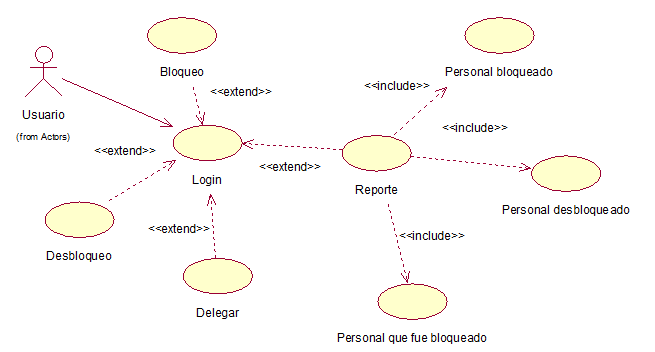 Bloqueo
Personal bloqueado
<<extend>>
<<include>>
Usuario
(from Actors)
<<include>>
<<extend>>
<<extend>>
Login
Reporte
Personal desbloqueado
<<extend>>
<<include>>
Desbloqueo
Delegar
Personal que fue bloqueado